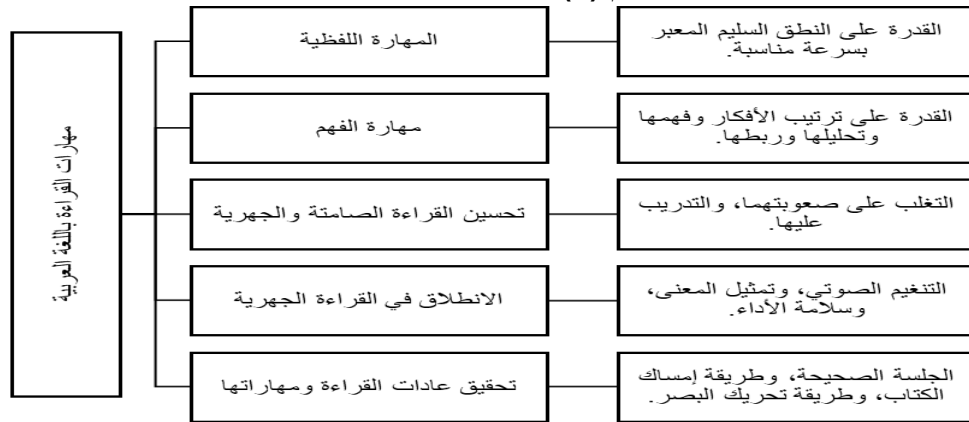 مهارات القراءة باللغة العربية
المهارة اللفظية
القدرة على النطق السليم المعبر
بسرعة مناسبة.
مهارة الفهم
القدرة على ترتيب الأفكار وفهمها
وتحليلها وربطها.
تحسين القراءة الصامتة والجهرية
التغلب على صعوبتهما، والتدريب
عليها.
الانطلاق في القراءة الجهرية
التنغيم الصوتي، وتمثيل المعنى،
وسلامة الأداء.
تحقيق عادات القراءة ومهاراتها
الجلسة الصحيحة، وطريقة إمساك
الكتاب، وطريقة تحريك البصر.